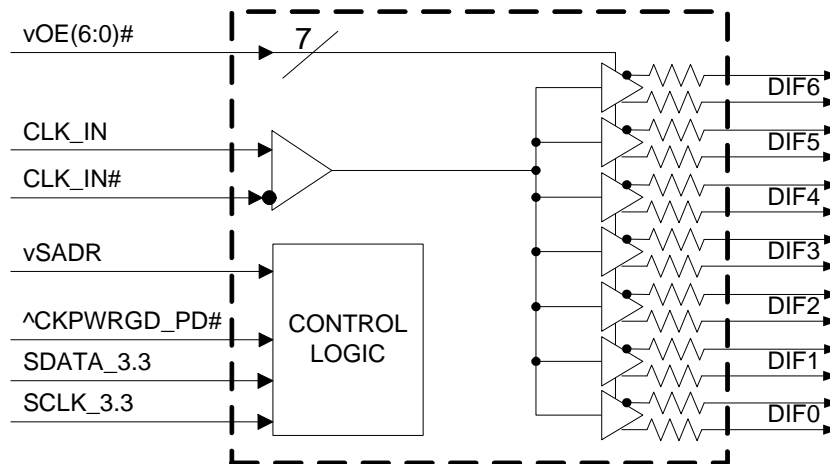 vOE(6:0)#
7
CLK_IN
CLK_IN#
vSADR
^CKPWRGD_PD#
SDATA_3.3
SCLK_3.3
CONTROL
LOGIC
DIF6
DIF5
DIF4
DIF3
DIF2
DIF1
DIF0